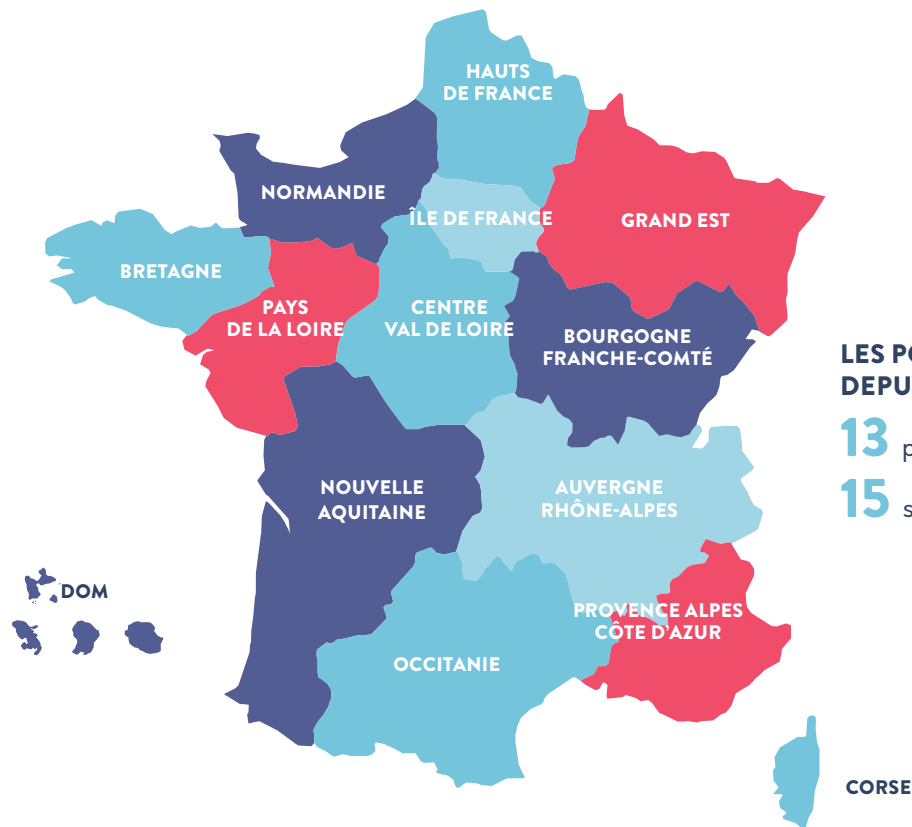 HAUTS
DE FRANCE
NORMANDIE
ÎLE DE FRANCE
GRAND EST
BRETAGNE
PAYS
DE LA LOIRE
CENTRE
VAL DE LOIRE
BOURGOGNE
FRANCHE-COMTÉ
LES
DEPU
13
15
NOUVELLE
AQUITAINE
AUVERGNE
RHÔNE-ALPES
DOM
PROVENCE ALPES
CÔTE D'AZUR
OCCITANIE
CORSE